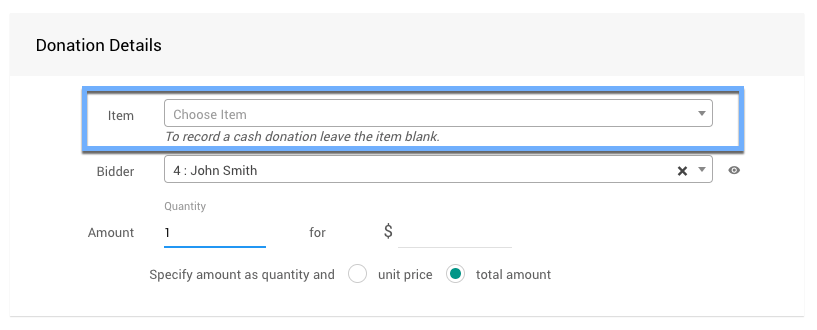 Donation Details
Item Choose Item
To record a cash donation leave the item blank.
Bidder 4 : John Smith
Quantity
Amount 1 for $
Specify amount as quantity and unit price total amount